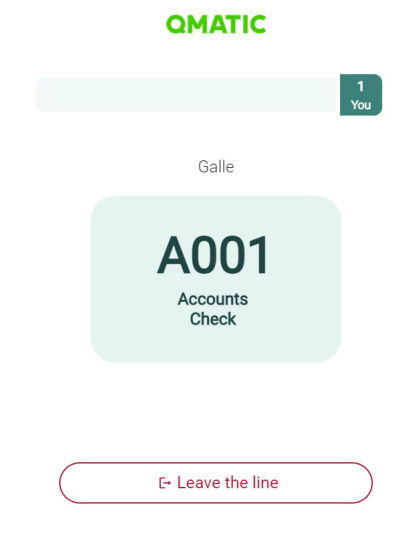 QMATIC
1
You
Galle
A001
Accounts
Check
Leave the line